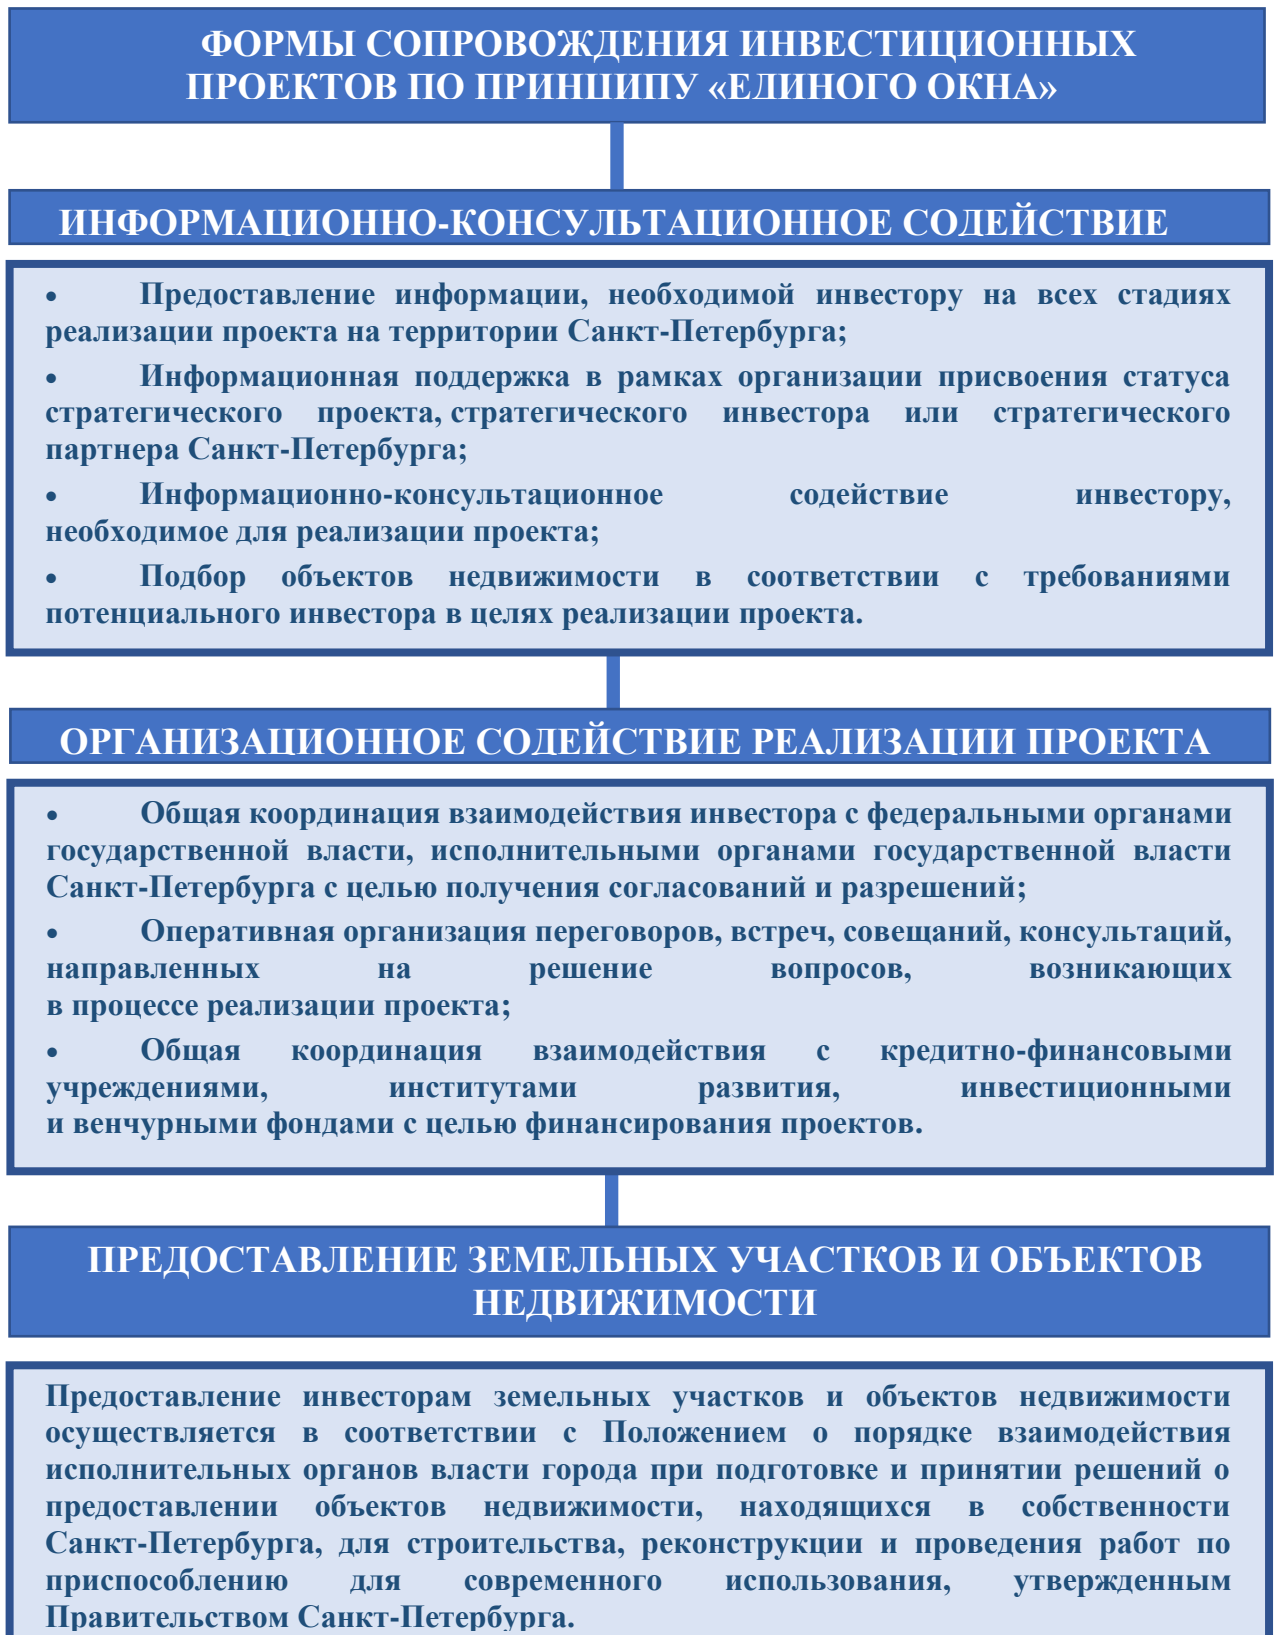 ФОРМЫ СОПРОВОЖДЕНИЯ ИНВЕСТИЦИОННЫХ
ПРОЕКТОВ ПО ПРИНЦИПУ «ЕДИНОГО ОКНА»
ИНФОРМАЦИОННО-КОНСУЛЬТАЦИОННОЕ СОДЕЙСТВИЕ
• Предоставление информации, необходимой инвестору на всех стадиях
реализации проекта на территории Санкт-Петербурга;
• Информационная поддержка в рамках организации присвоения статуса
стратегического проекта, стратегического инвестора или стратегического
партнера Санкт-Петербурга;
• Информационно-консультационное содействие инвестору,
необходимое для реализации проекта;
• Подбор объектов недвижимости в соответствии с требованиями
потенциального инвестора в целях реализации проекта.
ОРГАНИЗАЦИОННОЕ СОДЕЙСТВИЕ РЕАЛИЗАЦИИ ПРОЕКТА
• Общая координация взаимодействия инвестора с федеральными органами
государственной власти, исполнительными органами государственной власти
Санкт-Петербурга с целью получения согласований и разрешений;
• Оперативная организация переговоров, встреч, совещаний, консультаций,
направленных на решение вопросов, возникающих
в процессе реализации проекта;
• Общая координация взаимодействия с кредитно-финансовыми
учреждениями, институтами развития, инвестиционными
и венчурными фондами с целью финансирования проектов.
ПРЕДОСТАВЛЕНИЕ ЗЕМЕЛЬНЫХ УЧАСТКОВ И ОБЪЕКТОВ
НЕДВИЖИМОСТИ
Предоставление инвесторам земельных участков и объектов недвижимости
осуществляется в соответствии с Положением о порядке взаимодействия
исполнительных органов власти города при подготовке и принятии решений о
предоставлении объектов недвижимости, находящихся в собственности
Санкт-Петербурга, для строительства, реконструкции и проведения работ по
приспособлению для современного использования, утвержденным
Правительством Санкт-Петербурга.